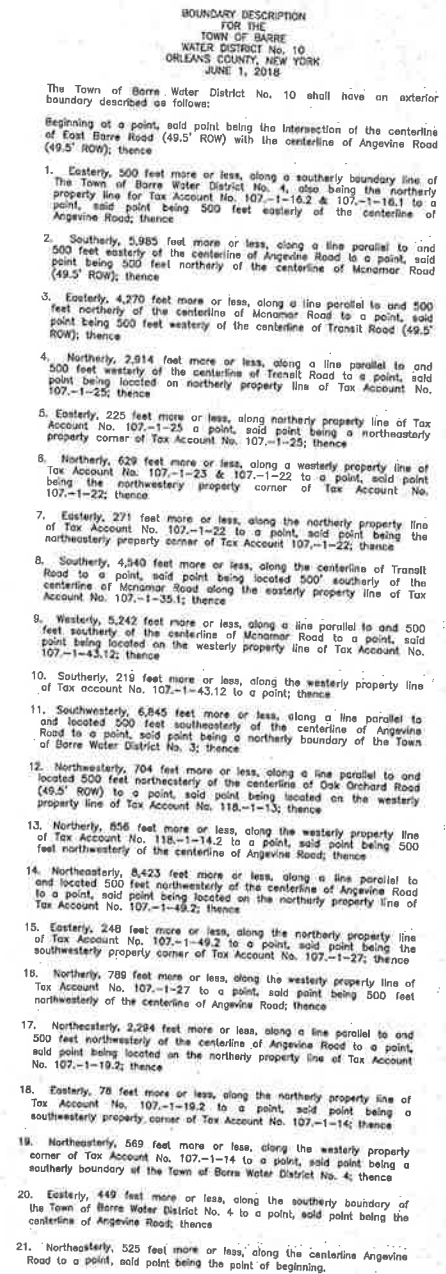 BOUNDARY DESCRIPTION
FOR THE
TOWN OF BARRE
WATER DISTRICT No. 10
ORLEANS COUNTY, NEW YORK
JUNE 1, 2018
The Town of Barre Water District No. 10 shall have an exterior
boundary described as follows:
Beginning at a point, said point being the intersection of the centerline
of East Barre Road (49.5' ROW) with the centerline of Angevine Road
(49.5' ROW); thence
1. Easterly, 500 feet more or less, along a southerly boundary line of
The Town of Barre Water District No. 4, also being the northerly
property line for Tax Account No. 107.-1-16.2 & 107.-1-16.1 to a
point, said point being 500 feet easterly of the centerline of
Angevine Road; thence
2. Southerly, 5,985 feet more or less, along a line parallel to and
500 feet easterly of the centerline of Angevine Road to a point, said
point being 500 feet northerly of the centerline of Mcnamar Road
(49.5' ROW); thence
3. Easterly, 4,270 feet more or less, along a line parallel to and 500
feet northerly of the centerline of Mcnamar Road to a point, said
point being 500 feet westerly of the centerline of Transit Road (49.5'
ROW); thence
4. Northerly, 2,914 feet more or less, along a line parallel to and
500 feet westerly of the centerline of Transit Road to a point, said
point being located on northerly property line of Tax Account No.
107.-1-25; thence
5. Easterly, 225 feet more or less, along northerly property line of Tax
Account No. 107.-1-25 a point, said point being a northeasterly
property corner of Tax Account No. 107.-1-25; thence
6. Northerly, 629 feet more or less, along a westerly property line of
Tax Account No. 107.-1-23 & 107.-1-22 to a point, said point
being the northwestery property corner of Tax Account No.
107.-1-22; thence
7. Easterly, 271 feet more or less, along the northerly property line
of Tax Account No. 107.-1-22 to a point, said point being the
northeasterly property corner of Tax Account 107.-1-22; thence
8. Southerly, 4,540 feet more or less, along the centerline of Transit
Road to a point, said point being located 500' southerly of the
centerline of Mcnamar Road along the easterly property line of Tax
Account No. 107.-1-35.1; thence
9. Westerly, 5,242 feet more or less, along a line parallel to and 500
feet southerly of the centerline of Mcnamar Road to a point, said
point being located on the westerly property line of Tax Account No.
107.-1-43.12; thence
10. Southerly, 219 feet more or less, along the westerly property line
of Tax account No. 107.-1-43.12 to a point; thence
11. Southwesterly, 6,845 feet more or less, along a line parallel to
and located 500 feet southeasterly of the centerline of Angevine
Road to a point, said point being a northerly boundary of the Town
of Barre Water District No. 3; thence
12. Northwesterly, 704 feet more or less, along a line parallel to and
located 500 feet northeasterly of the centerline of Oak Orchard Road
(49.5' ROW) to a point, said point being located on the westerly
property line of Tax Account No. 118.-1-13; thence
13. Northerly, 856 feet more or less, along the westerly property line
of Tax Account No. 118.-1-14.2 to a point, said point being 500
feet northwesterly of the centerline of Angevine Road; thence
14. Northeasterly, 8,423 feet more or less, along a line parallel to
and located 500 feet northwesterly of the centerline of Angevine Road
to a point, said point being located on the northerly property line of
Tax Account No. 107.-1-49.2; thence
15. Easterly, 248 feet more or less, along the northerly property line
of Tax Account No. 107.-1-49.2 to a point, said point being the
southwesterly property corner of Tax Account No. 107.-1-27; thence
16. Northerly, 789 feet more or less, along the westerly property line of
Tax Account No. 107.-1-27 to a point, said point being 500 feet
northwesterly of the centerline of Angevine Road; thence
17. Northeasterly, 2,294 feet more or less, along a line parallel to and
500 feet northwesterly of the centerline of Angevine Road to a point,
said point being located on the northerly property line of Tax Account
No. 107.-1-19.2; thence
18. Easterly, 78 feet more or less, along the northerly property line of
Tax Account No. 107.-1-19.2 to a point, said point being a
southwesterly property corner of Tax Account No. 107.-1-14; thence
19. Northeasterly, 569 feet more or less, along the westerly property
corner of Tax Account No. 107.-1-14 to a point, said point being a
southerly boundary of the Town of Barre Water District No. 4; thence
20. Easterly, 449 feet more or less, along the southerly boundary of
the Town of Barre Water District No. 4 to a point, said point being the
centerline of Angevine Road; thence
21. Northeasterly, 525 feet more or less, along the centerline Angevine
Road to a point, said point being the point of beginning.